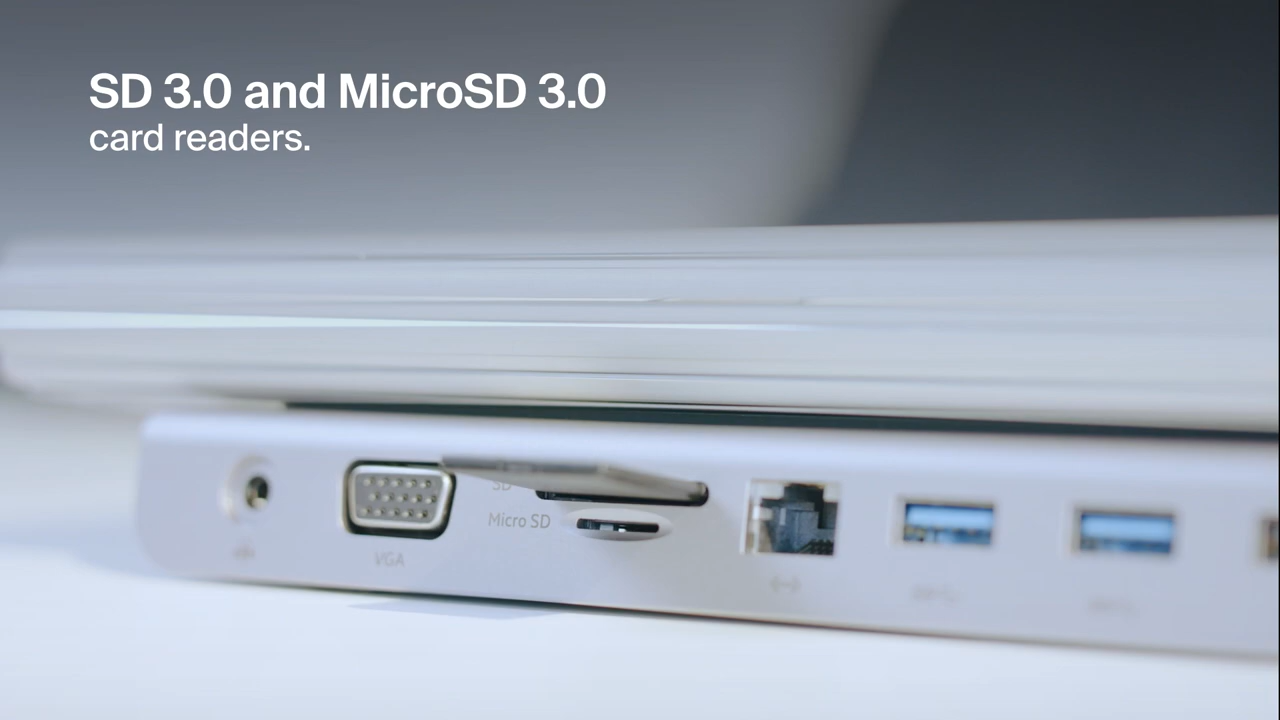 SD 3.0 and MicroSD 3.0
card readers.
SD
Micro SD
VGA